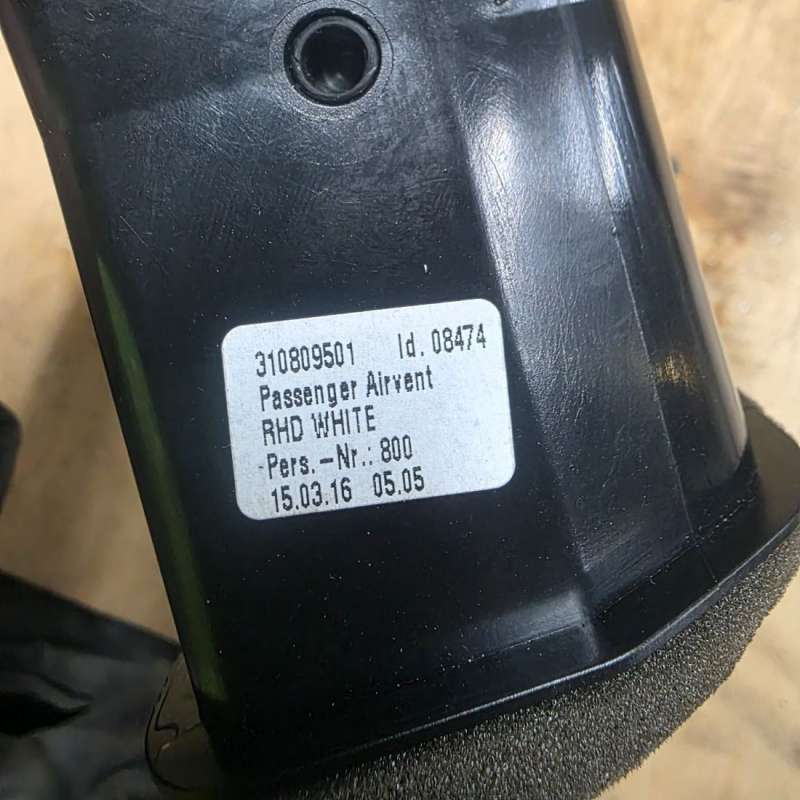 310809501 Id. 08474
Passenger Airvent
RHD WHITE
Pers.-Nr.: 800
15.03.16 05.05